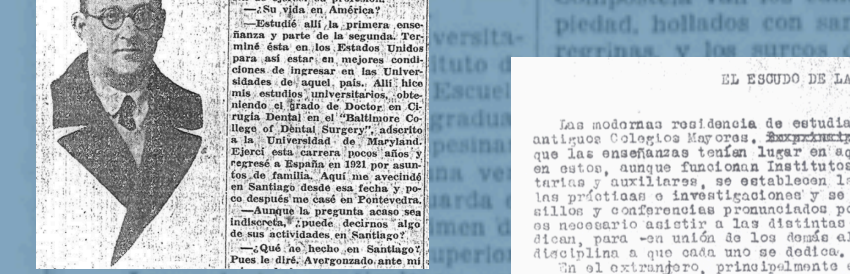 —¿Su vida en América?
—Estudié allí la primera ense-
ñanza y parte de la segunda. Ter-
miné ésta en los Estados Unidos
para así estar en mejores condi-
ciones de ingresar en las Univer-
sidades de aquel país. Allí hice
mis estudios universitarios, obte-
niendo el grado de Doctor en Ci-
rugía Dental en el "Baltimore Co-
llege of Dental Surgery", adscrito
a la Universidad de Maryland.
Ejercí esta carrera pocos años y
regresé a España en 1921 por asun-
tos de familia. Aquí me avecindé
en Santiago desde esa fecha y po-
co después me casé en Pontevedra.
—Aunque la pregunta acaso sea
indiscreta, ¿puede decirnos algo
de sus actividades en Santiago?
—¿Qué he hecho en Santiago?
Pues le diré. Avergonzado ante mi
piedad, hollados con
regrinas, y los surcos
EL ESCUDO DE LA
Las modernas residencia de estudia
antiguos Colegios Mayores.
que las enseñanzas tenían lugar en
en estos, aunque funcionan Institutos
tarias y auxiliares, se establecen
las prácticas e investigaciones y se
sillos y conferencias pronunciados
es necesario asistir a las distintas
dican, para en unión de los demás
disciplina a que cada uno se dedica.
En el extranjero, principalmente